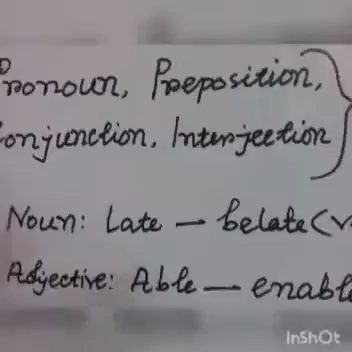 Pronoun, Preposition,
Conjunction, Interjection
Noun: Late — belate(v
Adjective: Able — enable
InShOt